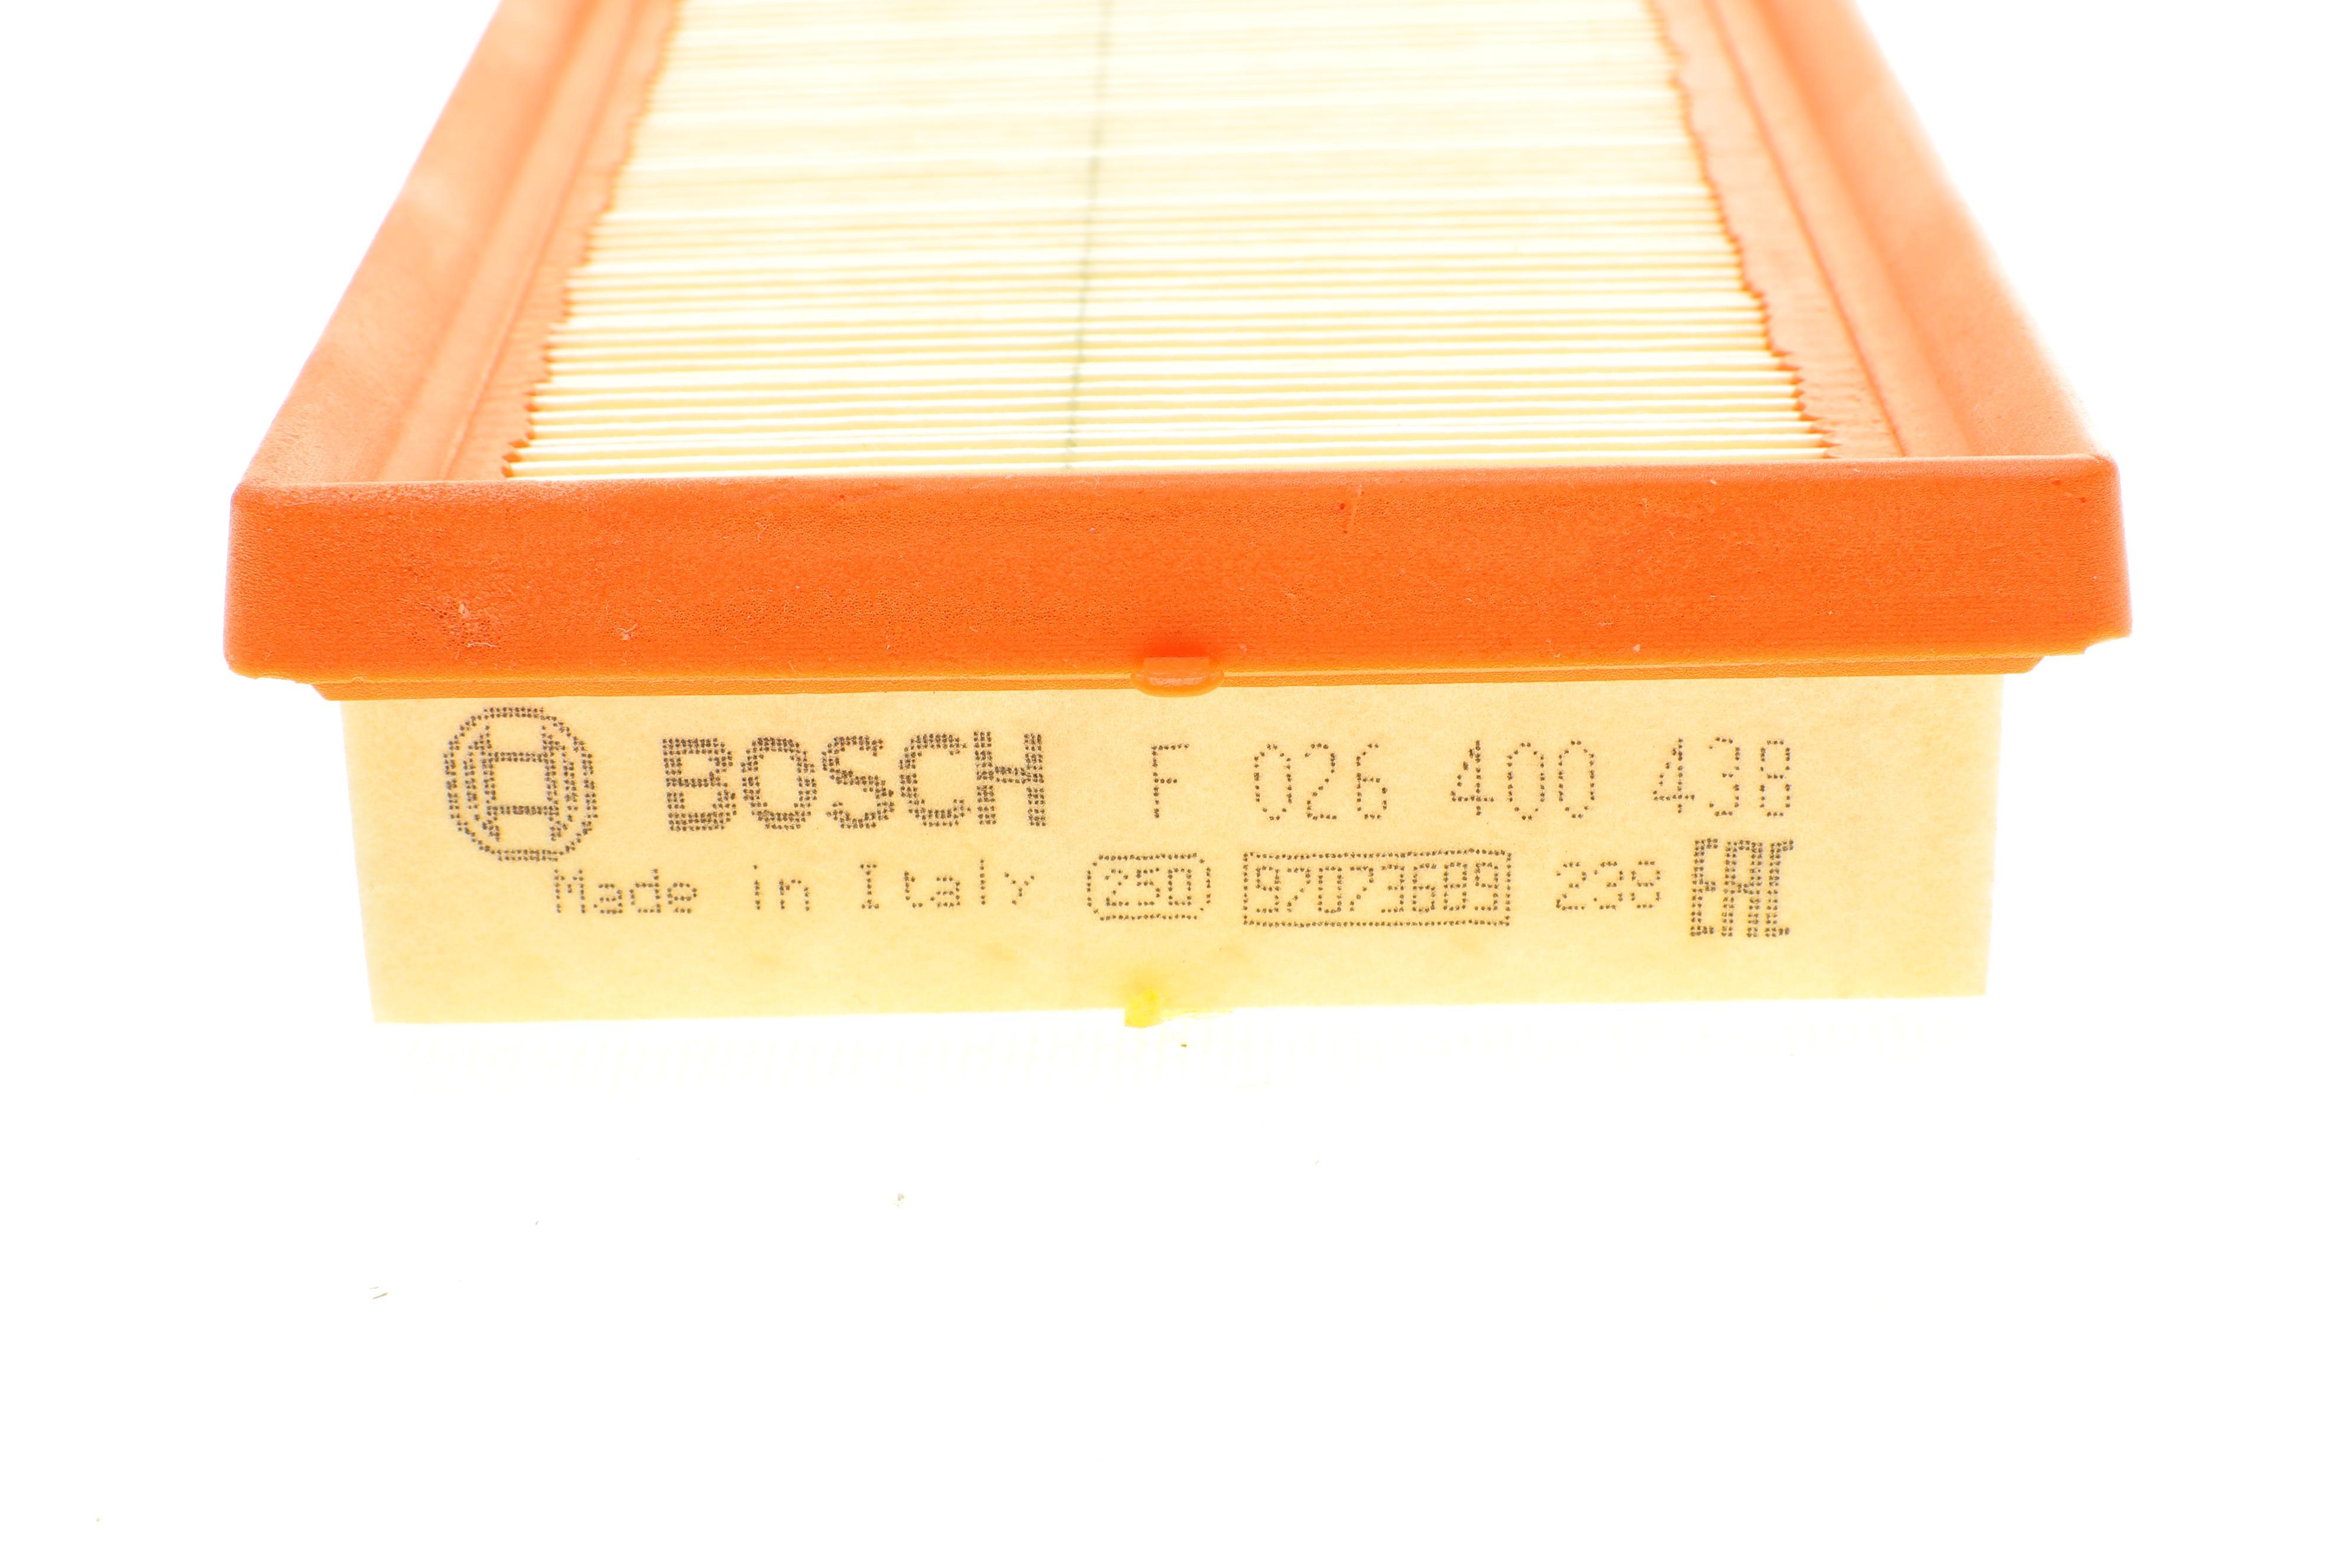 BOSCH F 026 400 438
Made in Italy 250 97073689 239 EAC